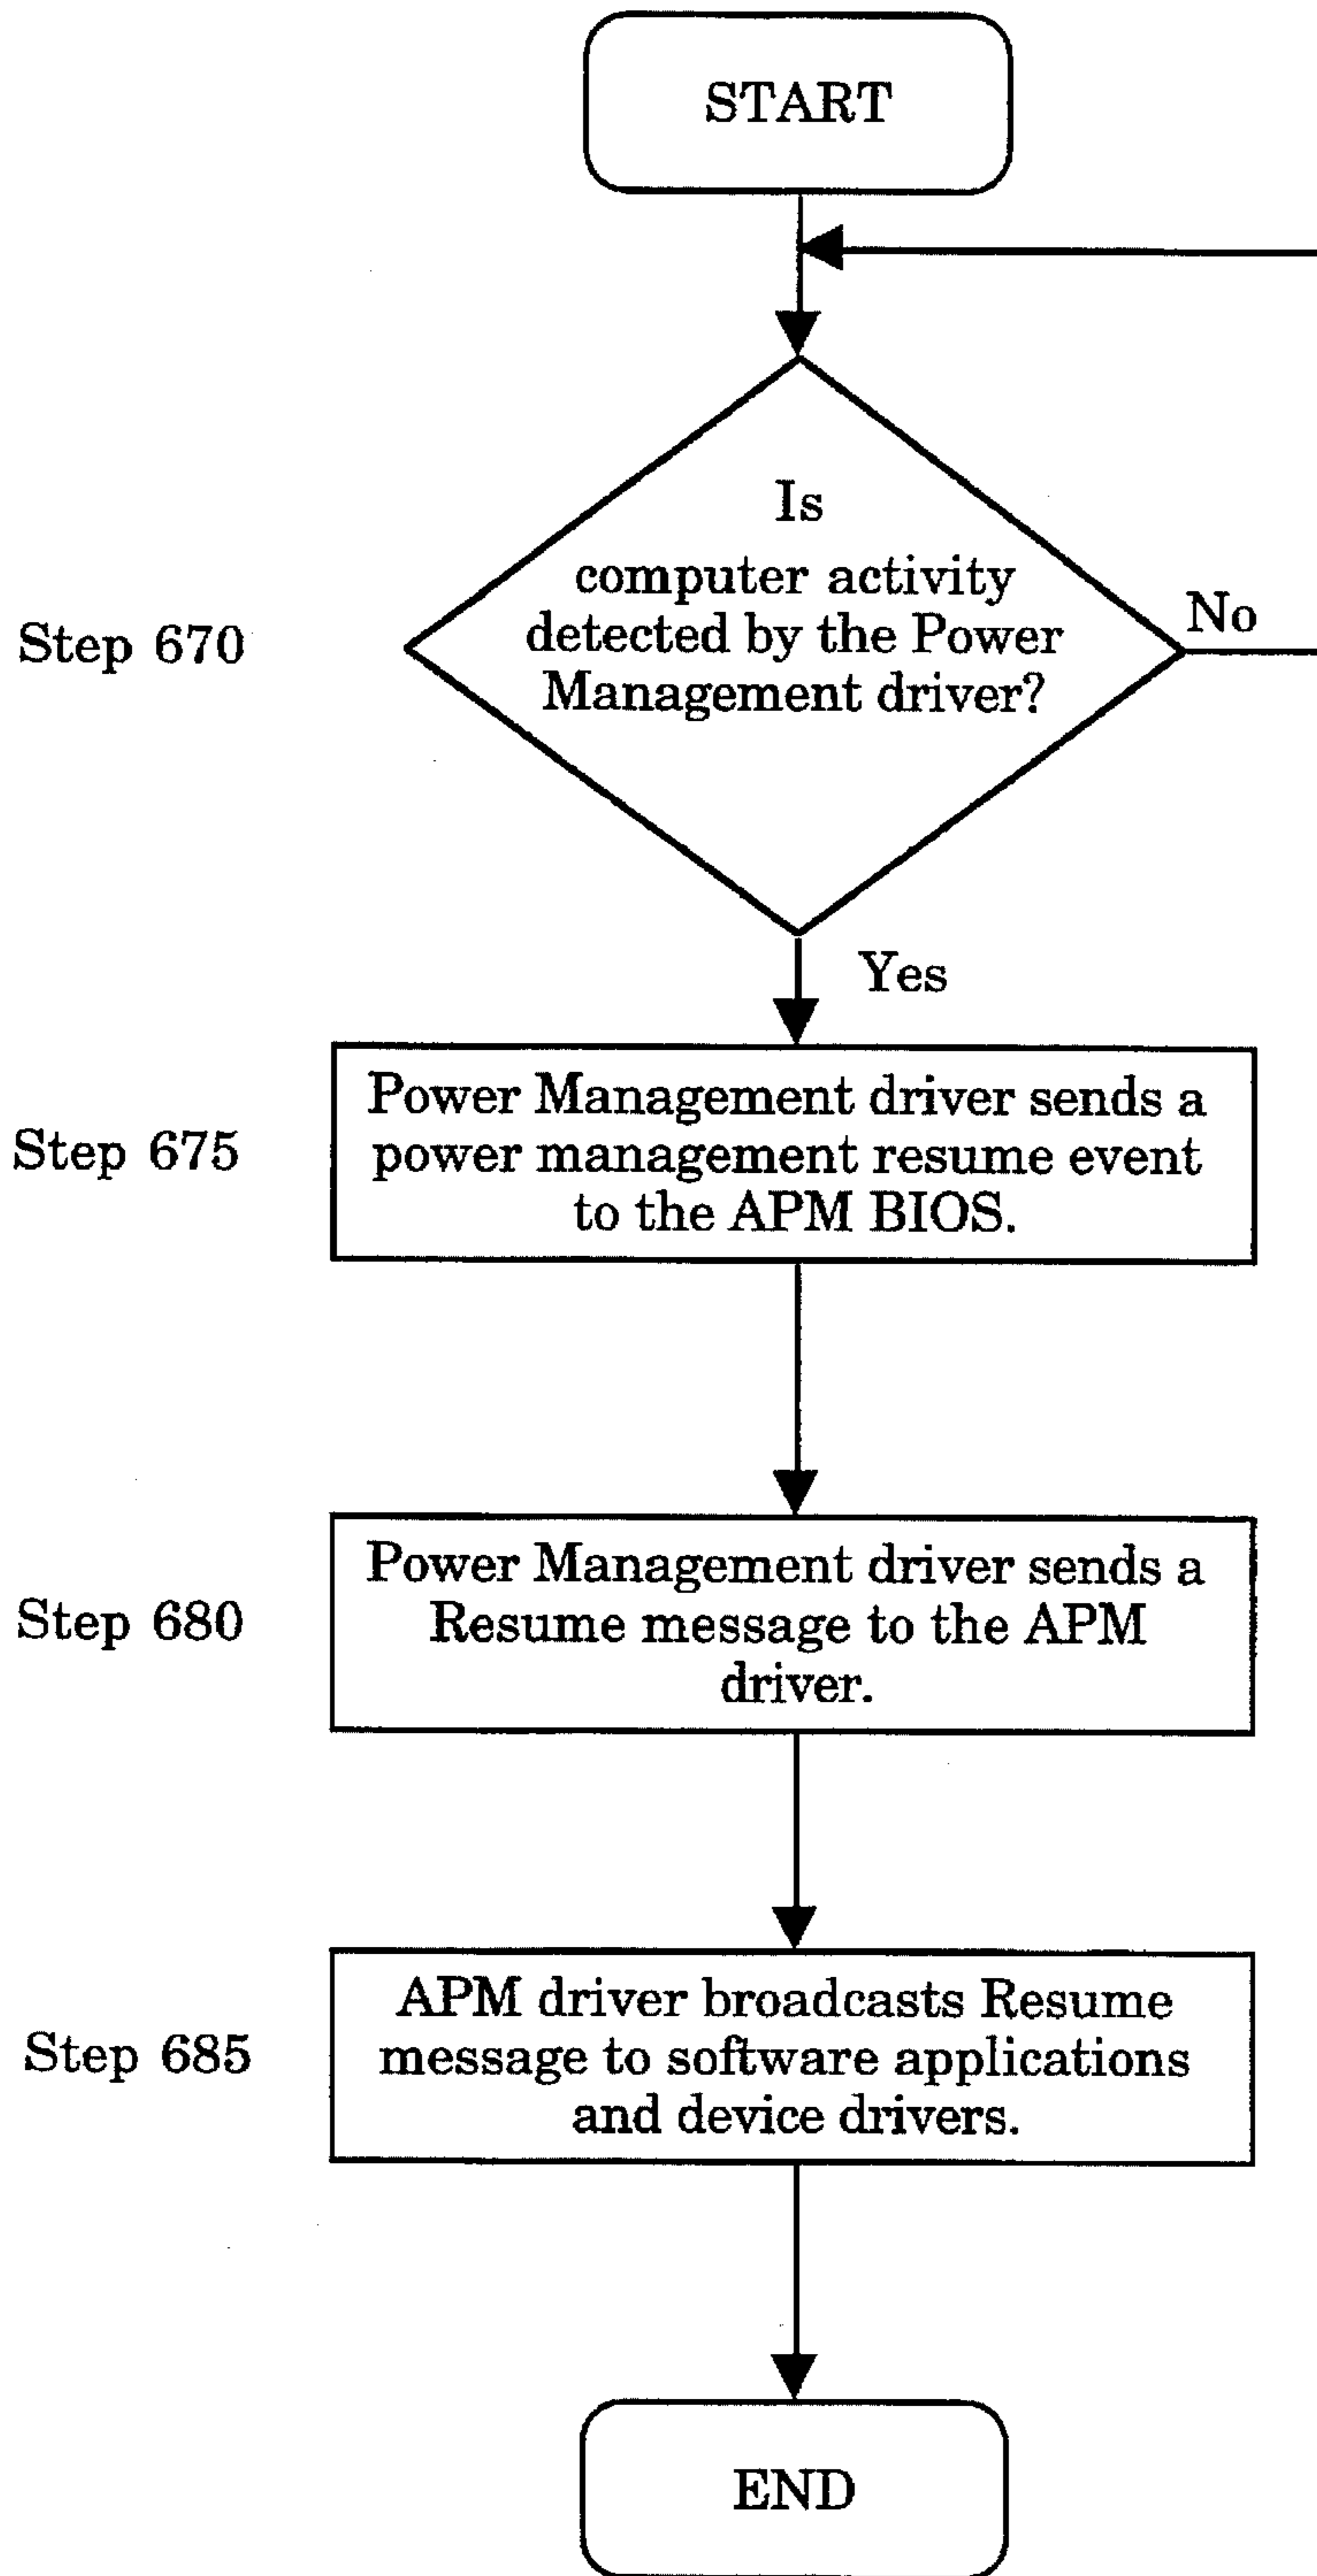 START
Is
computer activity
detected by the Power
Management driver?
Step 670
No
Yes
Step 675
Power Management driver sends a
power management resume event
to the APM BIOS.
Step 680
Power Management driver sends a
Resume message to the APM
driver.
Step 685
APM driver broadcasts Resume
message to software applications
and device drivers.
END